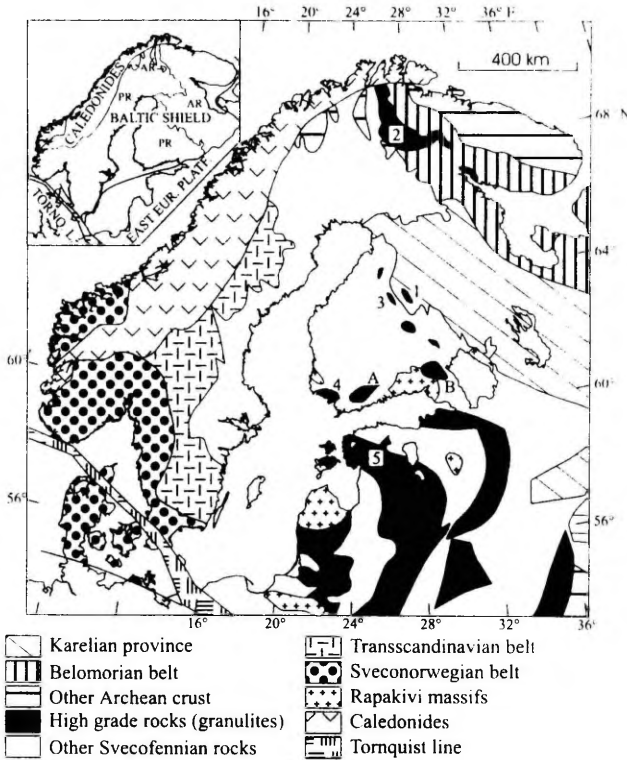 16° 20° 24° 28° 32° 36° E
400 km
CALEDONIDES
AR
PR
AR
BALTIC SHIELD
PR
EAST EUR. PLATF
68° N
2
64°
1
3
60°
60°
4
A
B
5
56°
56°
16° 20° 24° 28° 32° 36°
Karelian province
Belomorian belt
Other Archean crust
High grade rocks (granulites)
Other Svecofennian rocks
Transscandinavian belt
Sveconorwegian belt
Rapakivi massifs
Caledonides
Tornquist line